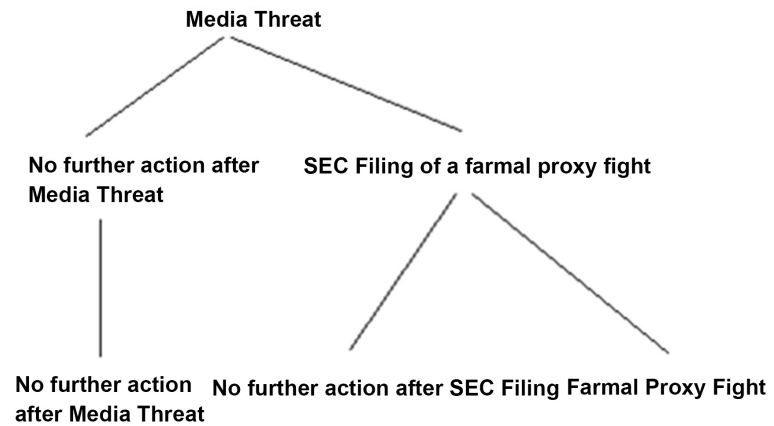 Media Threat
No further action after
Media Threat
SEC Filing of a farmal proxy fight
No further action
after Media Threat
No further action after SEC Filing
Farmal Proxy Fight